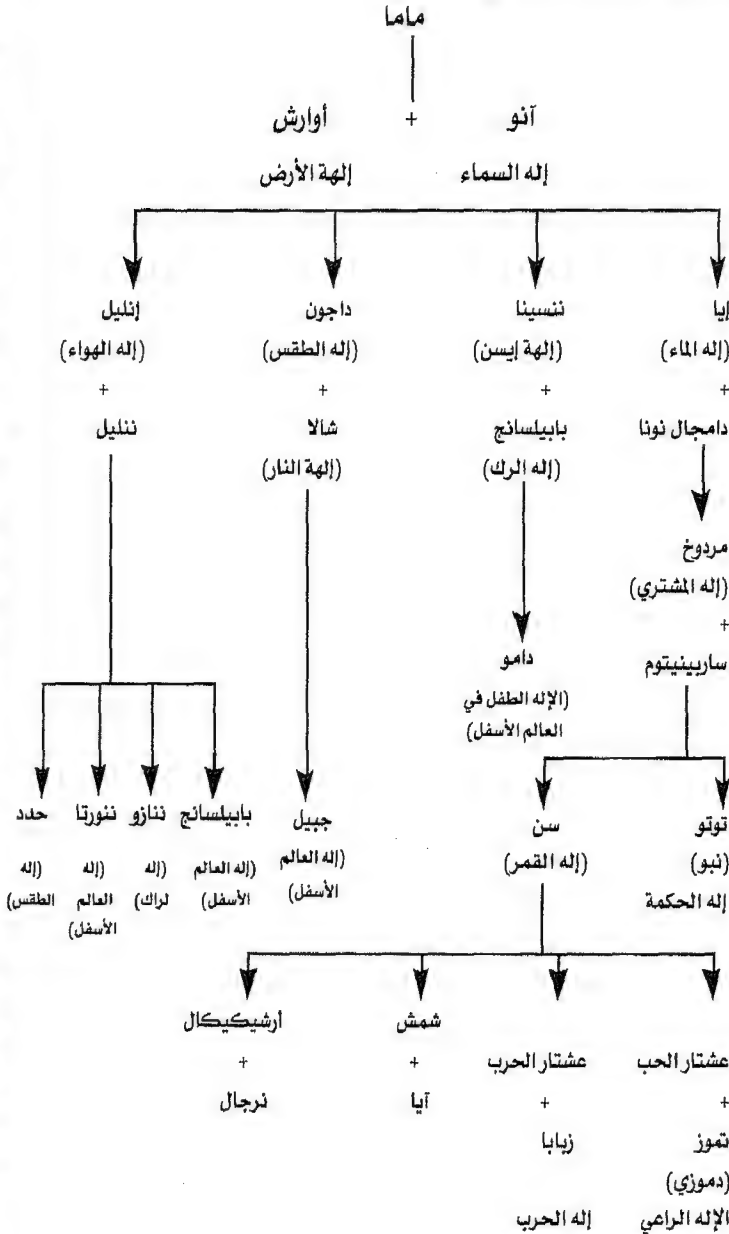 ماما
آنو + أوارش
إله السماء إلهة الأرض
إيا ننسينا داجون إنليل
(إله الماء) (إلهة إيسن) (إله الطقس) (إله الهواء)
+ + + +
دامجال نونا بابيلسانج شالا ننليل
(إله الرك) (إلهة النار)
مردوخ
(إله المشتري)
+
ساربينيتوم
دامو
(الإله الطفل في
العالم الأسفل)
توتو سن جيبيل بابيلسانج ننازو ننورتا حدد
(نبو) (إله القمر) (إله العالم (إله العالم (إله (إله (إله
إله الحكمة الأسفل) الأسفل) لراك) العالم الطقس)
الأسفل)
شمش أرشيكيكال
عشتار الحب عشتار الحرب + +
+ + آيا نرجال
تموز زبابا
(دموزي)
الإله الراعي إله الحرب